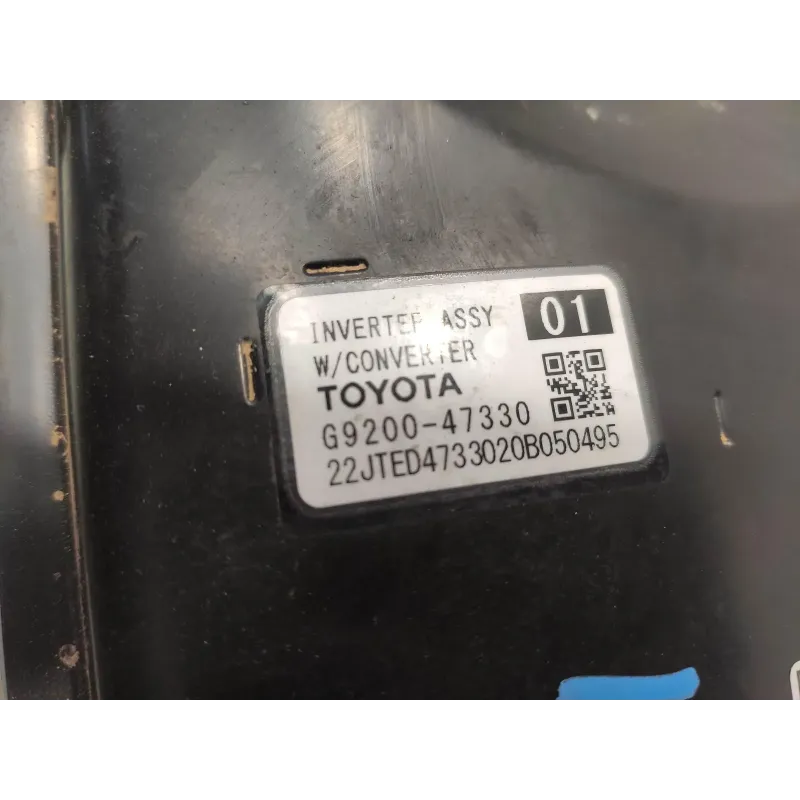 INVERTER ASSY 01
W/CONVERTER
TOYOTA
G9200-47330
22JTED4733020B050495